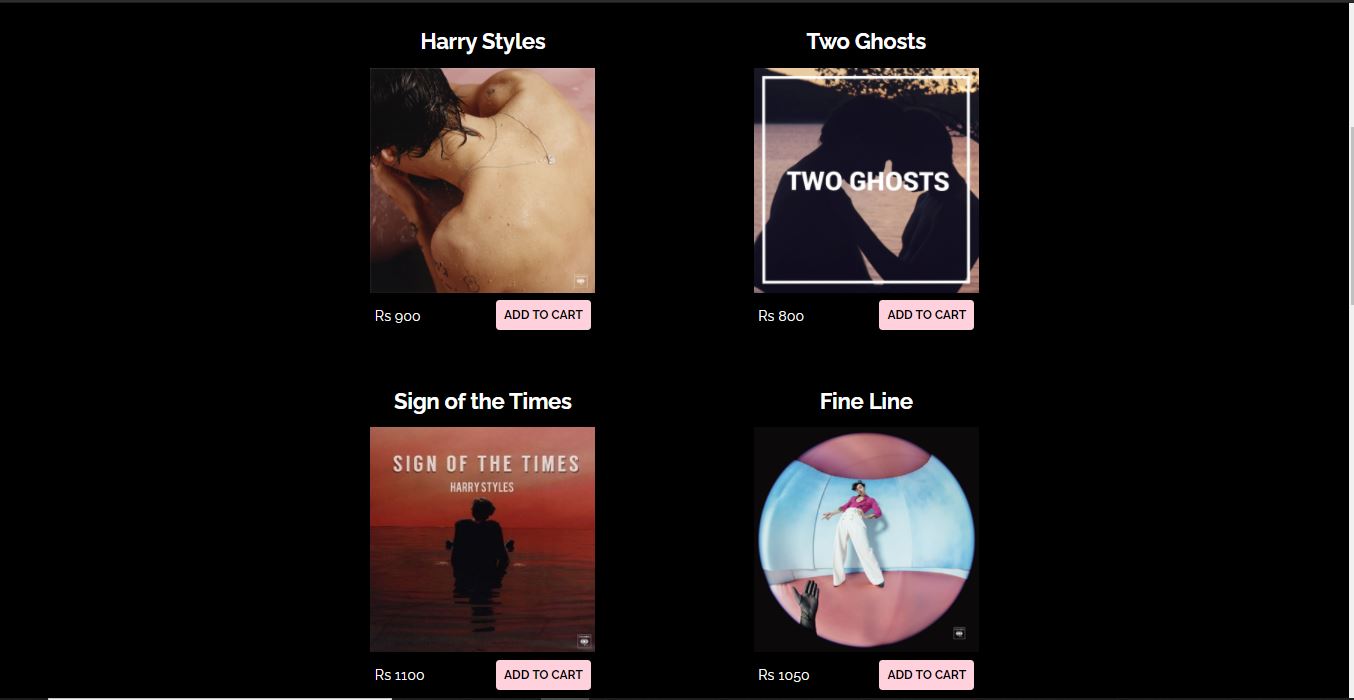 Harry Styles
Two Ghosts
TWO GHOSTS
Rs 900
ADD TO CART
Rs 800
ADD TO CART
Sign of the Times
Fine Line
SIGN OF THE TIMES
HARRY STYLES
Rs 1100
ADD TO CART
Rs 1050
ADD TO CART